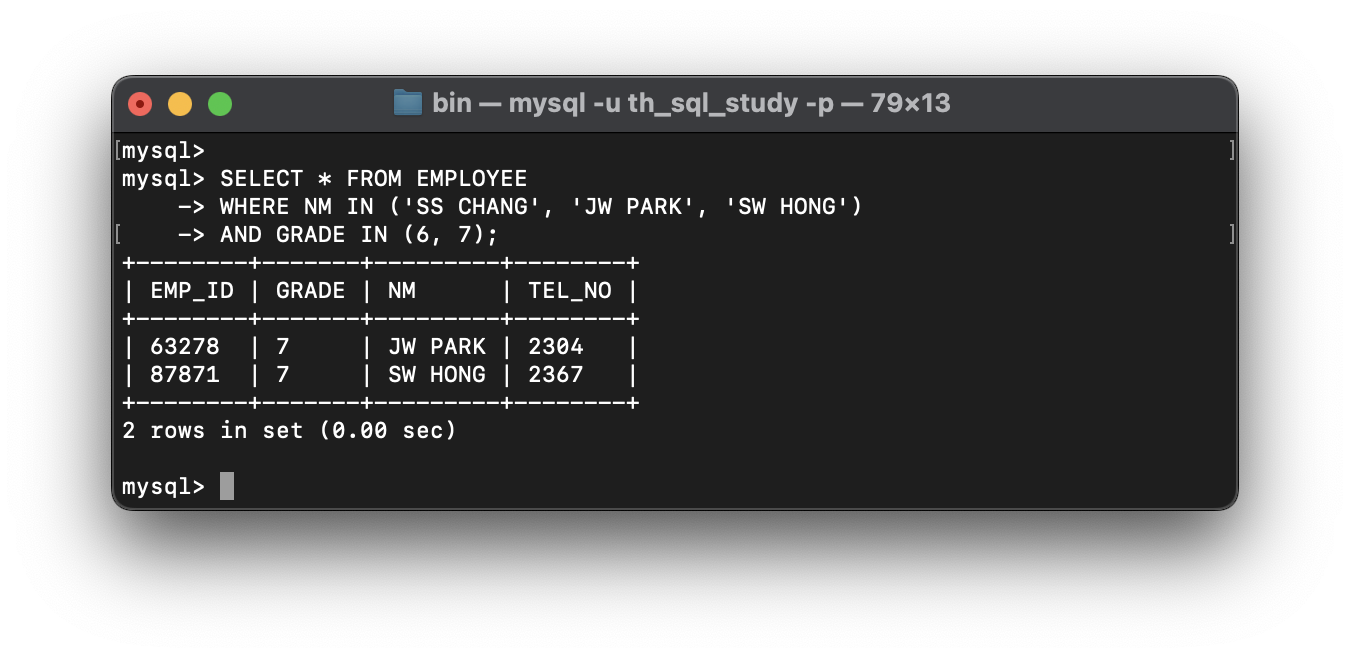 bin — mysql -u th_sql_study -p — 79×13
[mysql> ]
mysql> SELECT * FROM EMPLOYEE
    -> WHERE NM IN ('SS CHANG', 'JW PARK', 'SW HONG')
[    -> AND GRADE IN (6, 7); ]
+--------+-------+---------+--------+
| EMP_ID | GRADE | NM      | TEL_NO |
+--------+-------+---------+--------+
| 63278  | 7     | JW PARK | 2304   |
| 87871  | 7     | SW HONG | 2367   |
+--------+-------+---------+--------+
2 rows in set (0.00 sec)
mysql>